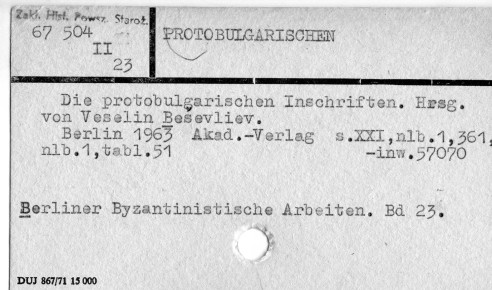 Zakł. Hist. Powsz. Staroż.
67 504
II
23
PROTOBULGARISCHEN
Die protobulgarischen Inschriften. Hrsg.
von Veselin Beševliev.
Berlin 1963 Akad.-Verlag s.XXI,nlb.1,361,
nlb.1,tabl.51 -inw.57070
Berliner Byzantinistische Arbeiten. Bd 23.
DUJ 867/71 15 000